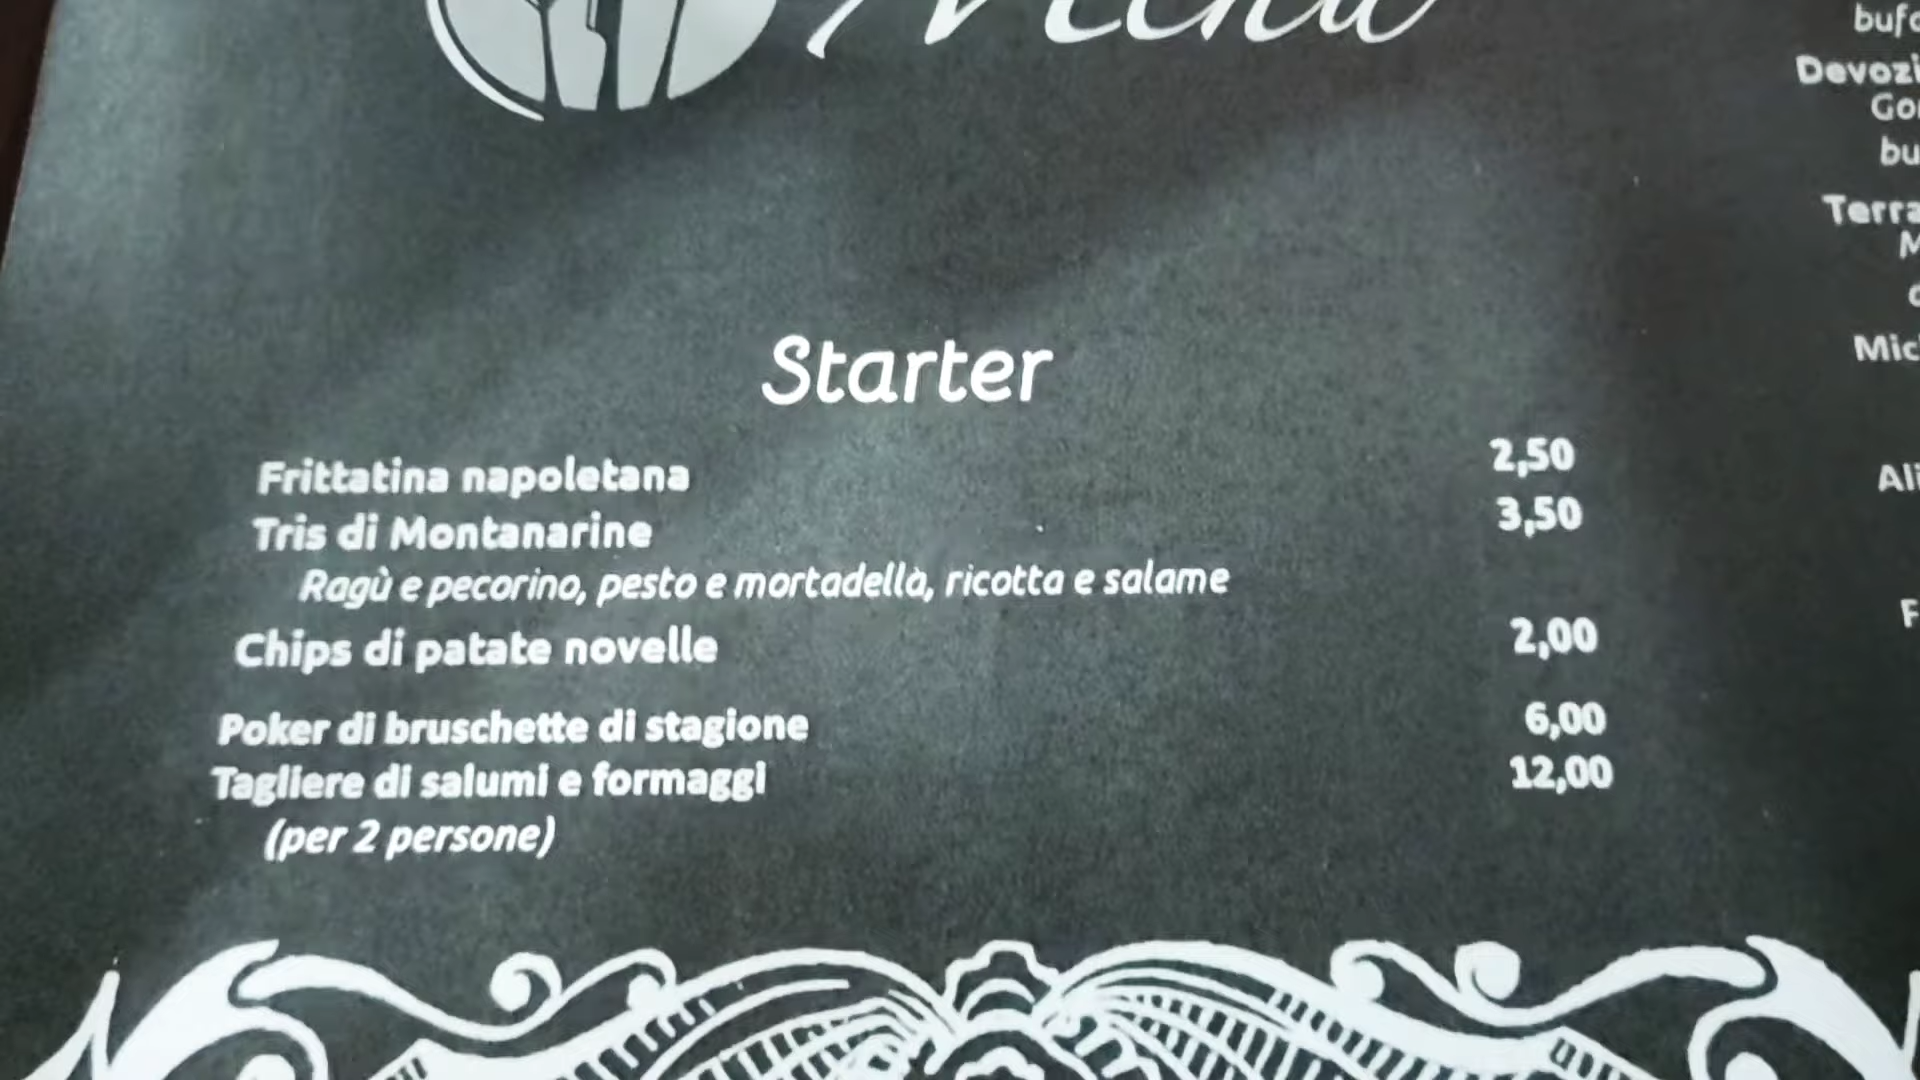 Menu
Starter
Frittatina napoletana 2,50
Tris di Montanarine 3,50
Ragù e pecorino, pesto e mortadella, ricotta e salame
Chips di patate novelle 2,00
Poker di bruschette di stagione 6,00
Tagliere di salumi e formaggi 12,00
(per 2 persone)